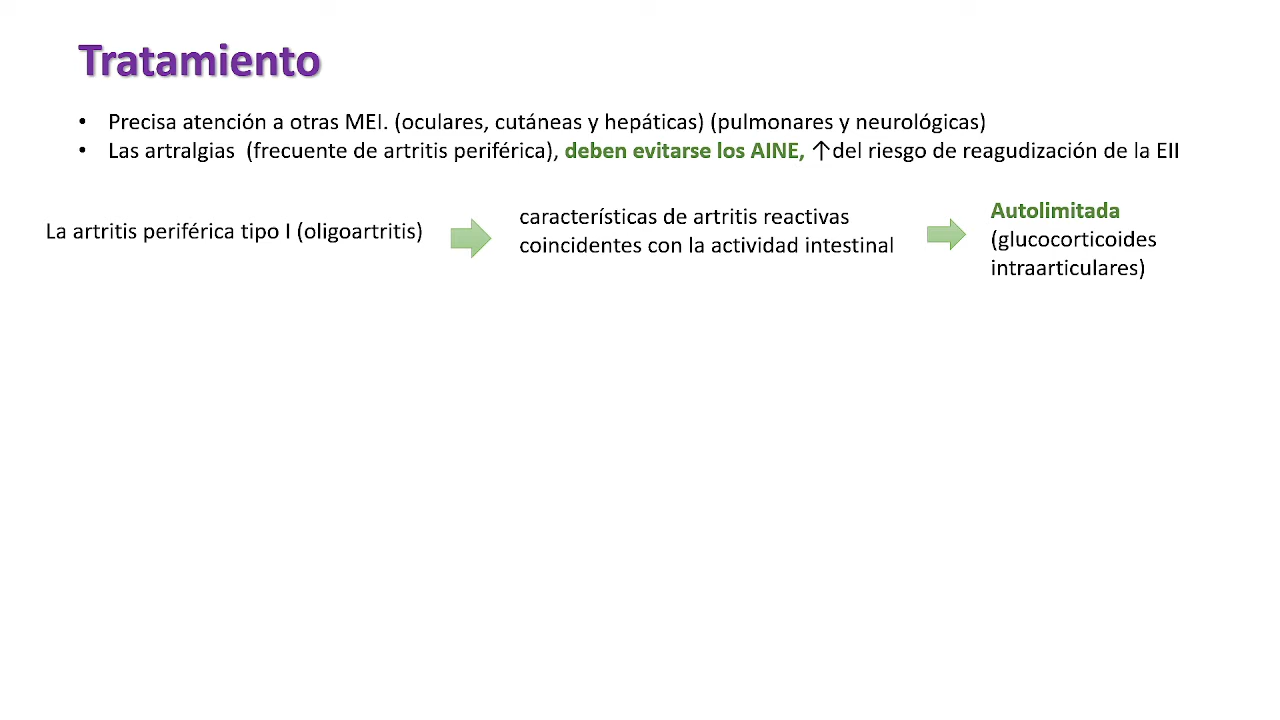 Tratamiento
• Precisa atención a otras MEI. (oculares, cutáneas y hepáticas) (pulmonares y neurológicas)
• Las artralgias (frecuente de artritis periférica), deben evitarse los AINE, ↑del riesgo de reagudización de la EII
La artritis periférica tipo I (oligoartritis)
características de artritis reactivas
coincidentes con la actividad intestinal
Autolimitada
(glucocorticoides
intraarticulares)